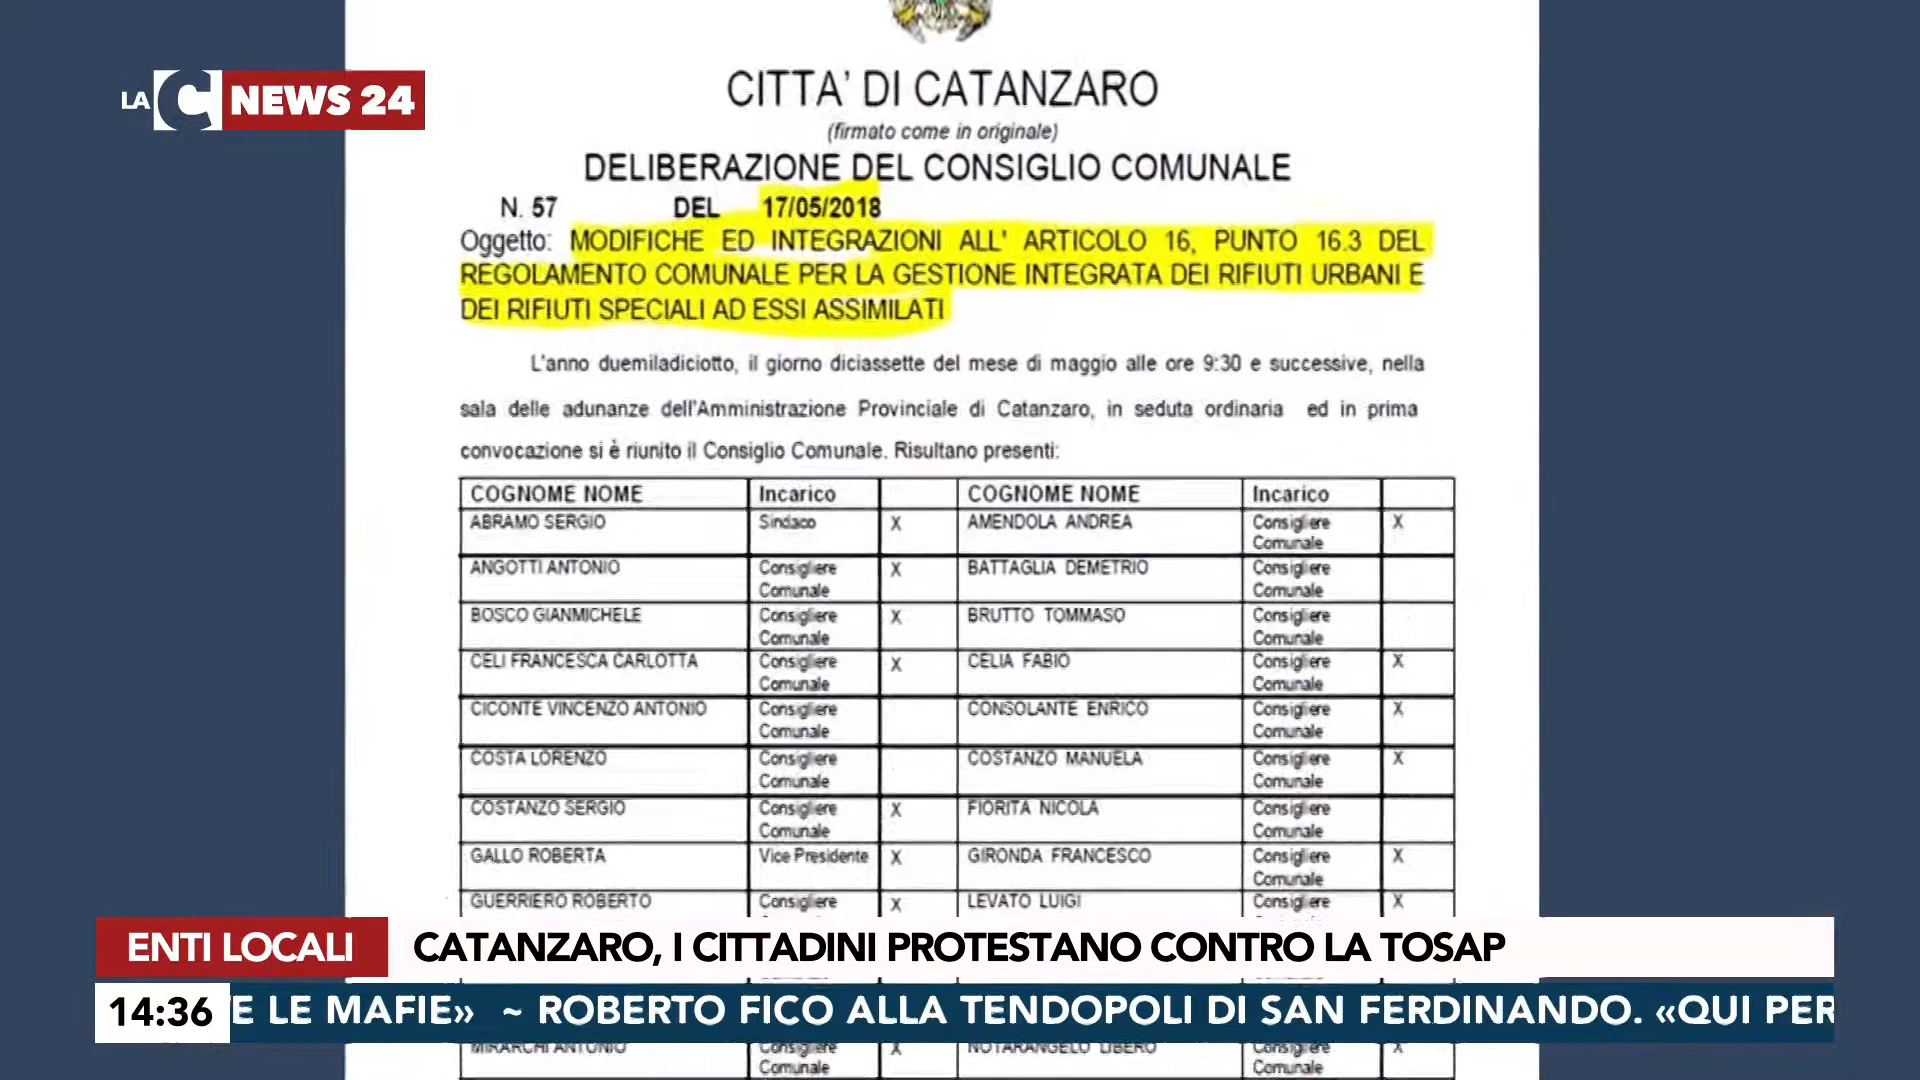 LA C NEWS 24
CITTA' DI CATANZARO
(firmato come in originale)
DELIBERAZIONE DEL CONSIGLIO COMUNALE
N. 57 DEL 17/05/2018
Oggetto: MODIFICHE ED INTEGRAZIONI ALL' ARTICOLO 16, PUNTO 16.3 DEL
REGOLAMENTO COMUNALE PER LA GESTIONE INTEGRATA DEI RIFIUTI URBANI E
DEI RIFIUTI SPECIALI AD ESSI ASSIMILATI
L'anno duemiladiciotto, il giorno diciassette del mese di maggio alle ore 9:30 e successive, nella
sala delle adunanze dell'Amministrazione Provinciale di Catanzaro, in seduta ordinaria ed in prima
convocazione si è riunito il Consiglio Comunale. Risultano presenti:
COGNOME NOME Incarico COGNOME NOME Incarico
ABRAMO SERGIO Sindaco X AMENDOLA ANDREA Consigliere X
Comunale
ANGOTTI ANTONIO Consigliere X BATTAGLIA DEMETRIO Consigliere
Comunale Comunale
BOSCO GIANMICHELE Consigliere X BRUTTO TOMMASO Consigliere
Comunale Comunale
CELI FRANCESCA CARLOTTA Consigliere X CELIA FABIO Consigliere X
Comunale Comunale
CICONTE VINCENZO ANTONIO Consigliere CONSOLANTE ENRICO Consigliere X
Comunale Comunale
COSTA LORENZO Consigliere COSTANZO MANUELA Consigliere X
Comunale Comunale
COSTANZO SERGIO Consigliere X FIORITA NICOLA Consigliere
Comunale Comunale
GALLO ROBERTA Vice Presidente X GIRONDA FRANCESCO Consigliere X
Comunale
GUERRIERO ROBERTO Consigliere X LEVATO LUIGI Consigliere X
ENTI LOCALI CATANZARO, I CITTADINI PROTESTANO CONTRO LA TOSAP
14:36 E LE MAFIE» ~ ROBERTO FICO ALLA TENDOPOLI DI SAN FERDINANDO. «QUI PER
MIRARCHI ANTONIO Consigliere X NOTARANGELO LIBERO Consigliere X
Comunale Comunale